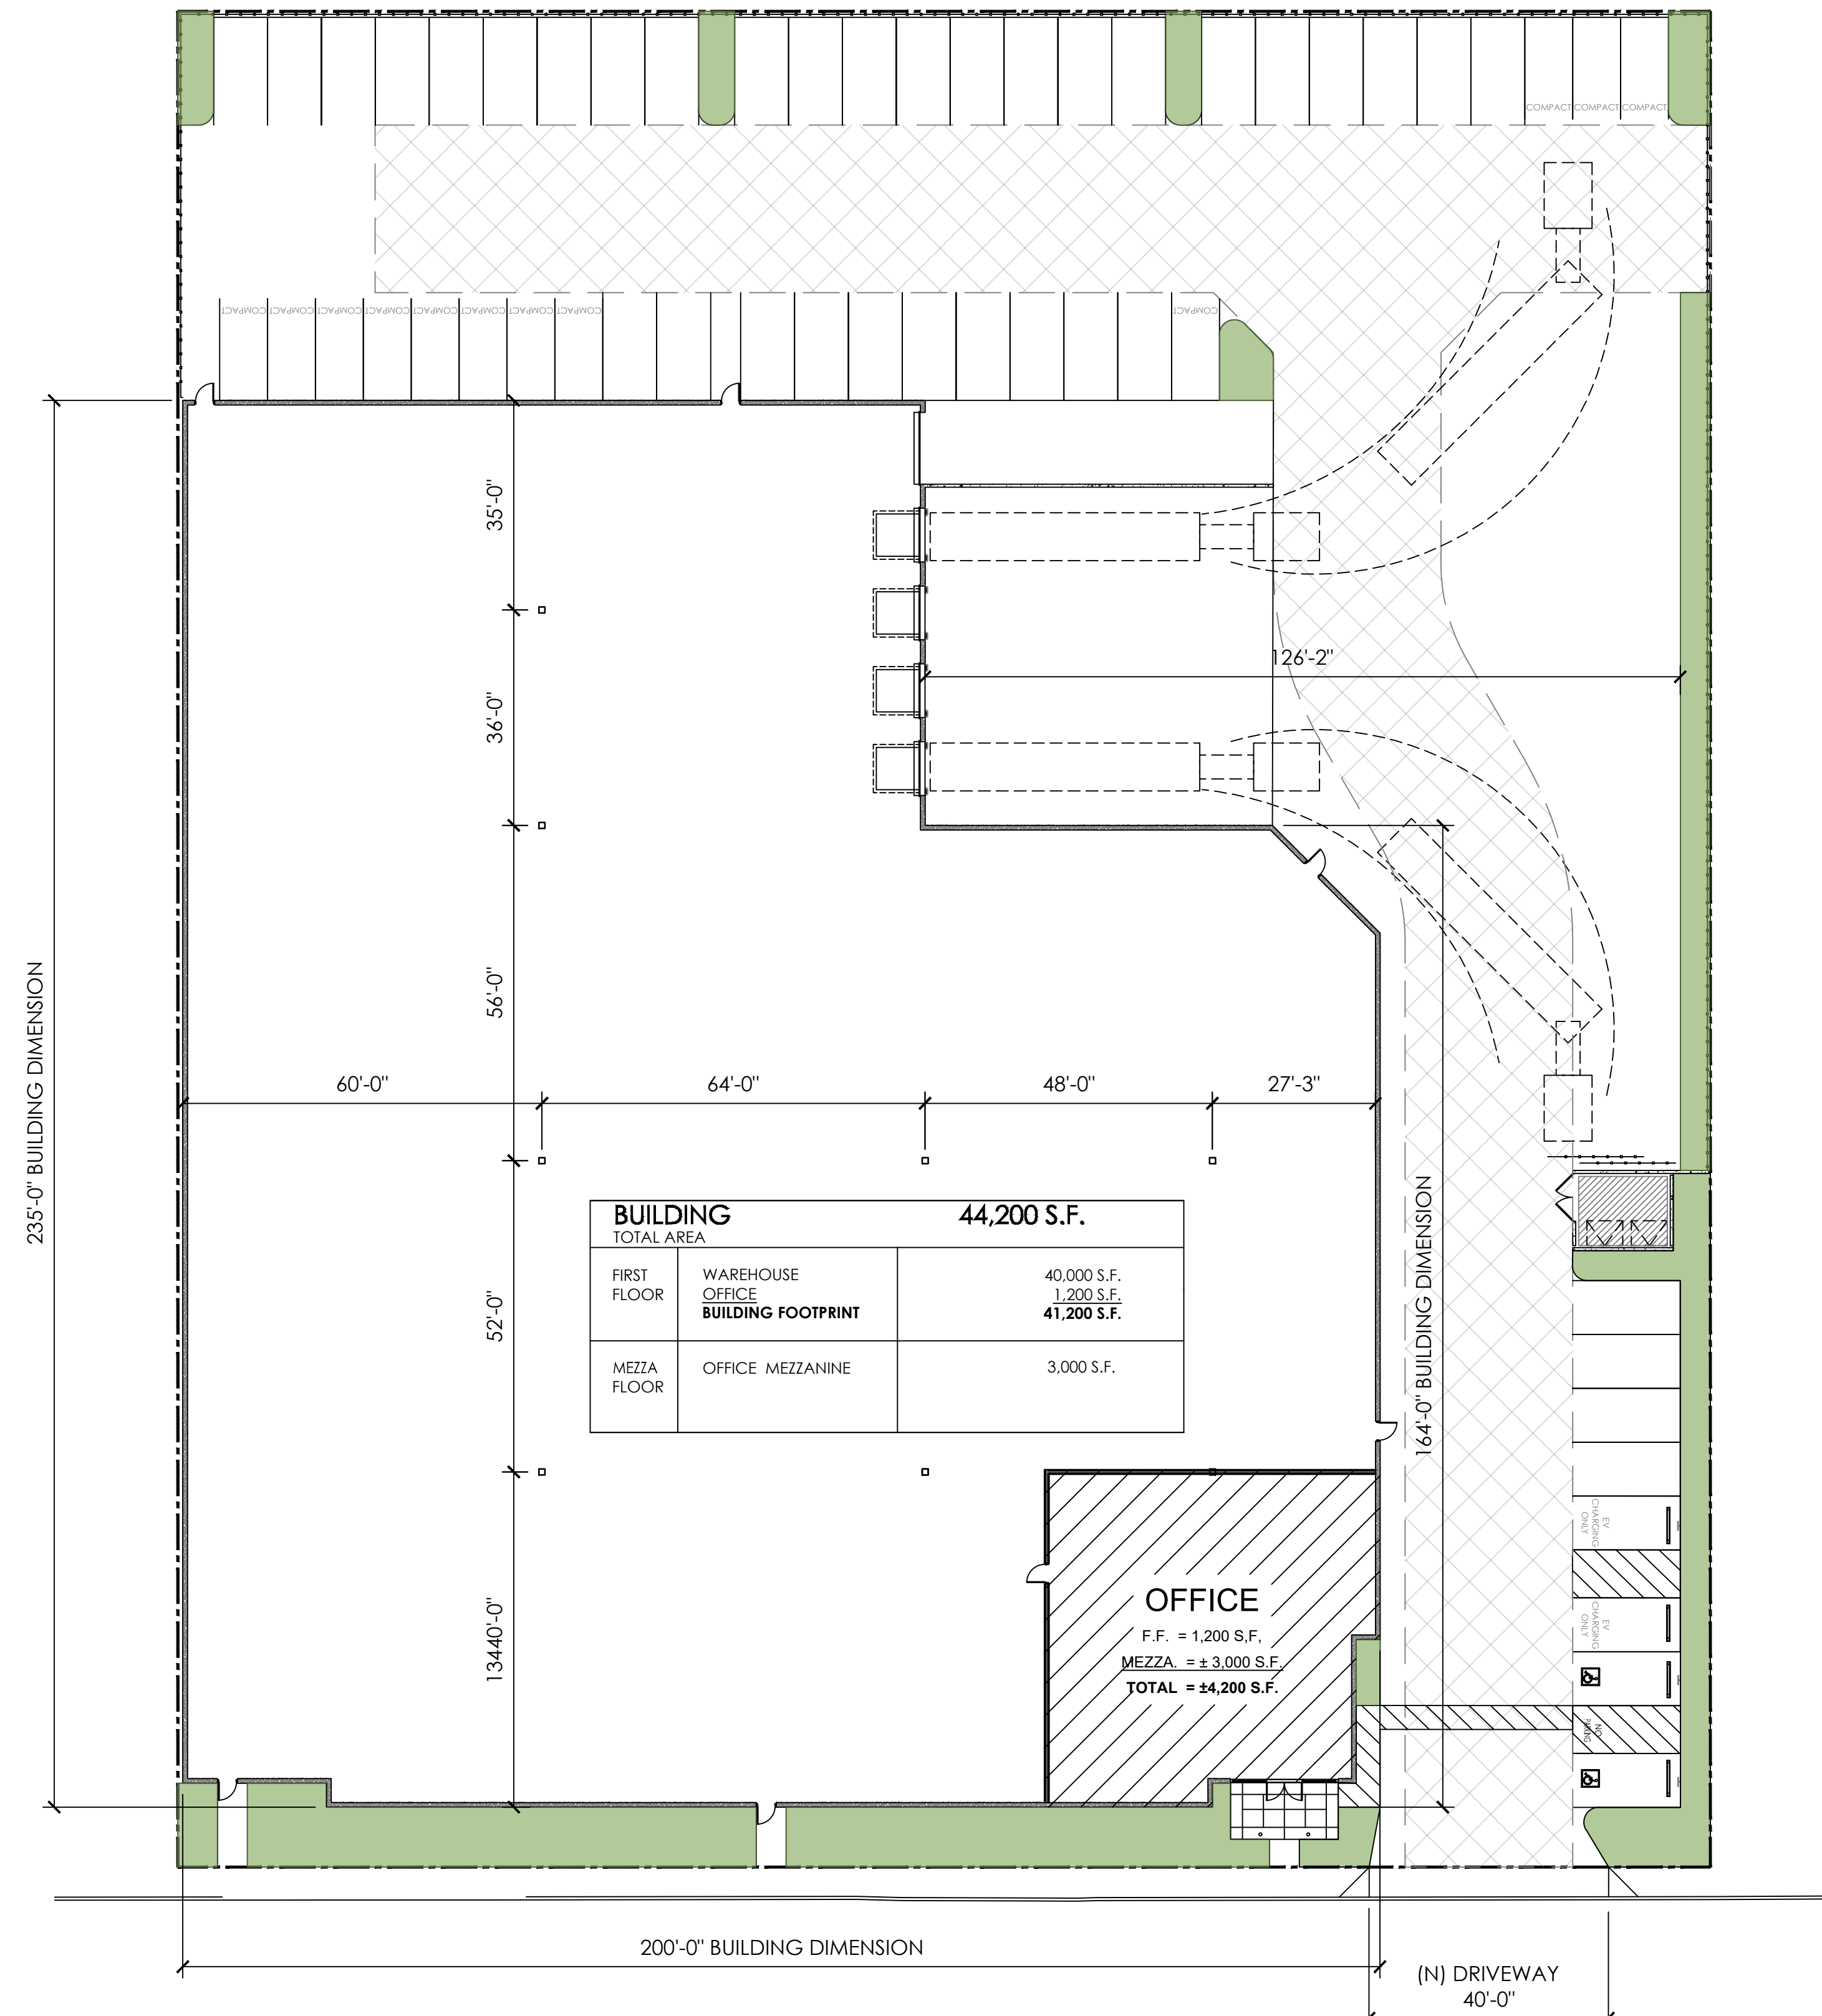 COMPACT COMPACT COMPACT
COMPACT COMPACT COMPACT COMPACT COMPACT COMPACT COMPACT COMPACT
COMPACT
35'-0"
126'-2"
36'-0"
56'-0"
235'-0" BUILDING DIMENSION
60'-0"
64'-0"
48'-0"
27'-3"
164'-0" BUILDING DIMENSION
BUILDING 44,200 S.F.
TOTAL AREA
FIRST FLOOR
WAREHOUSE 40,000 S.F.
OFFICE 1,200 S.F.
BUILDING FOOTPRINT 41,200 S.F.
MEZZA FLOOR
OFFICE MEZZANINE 3,000 S.F.
52'-0"
EV
CHARGING
ONLY
EV
CHARGING
ONLY
OFFICE
F.F. = 1,200 S,F,
MEZZA. = ± 3,000 S.F.
TOTAL = ±4,200 S.F.
13440'-0"
NO
PARKING
200'-0" BUILDING DIMENSION
(N) DRIVEWAY
40'-0"